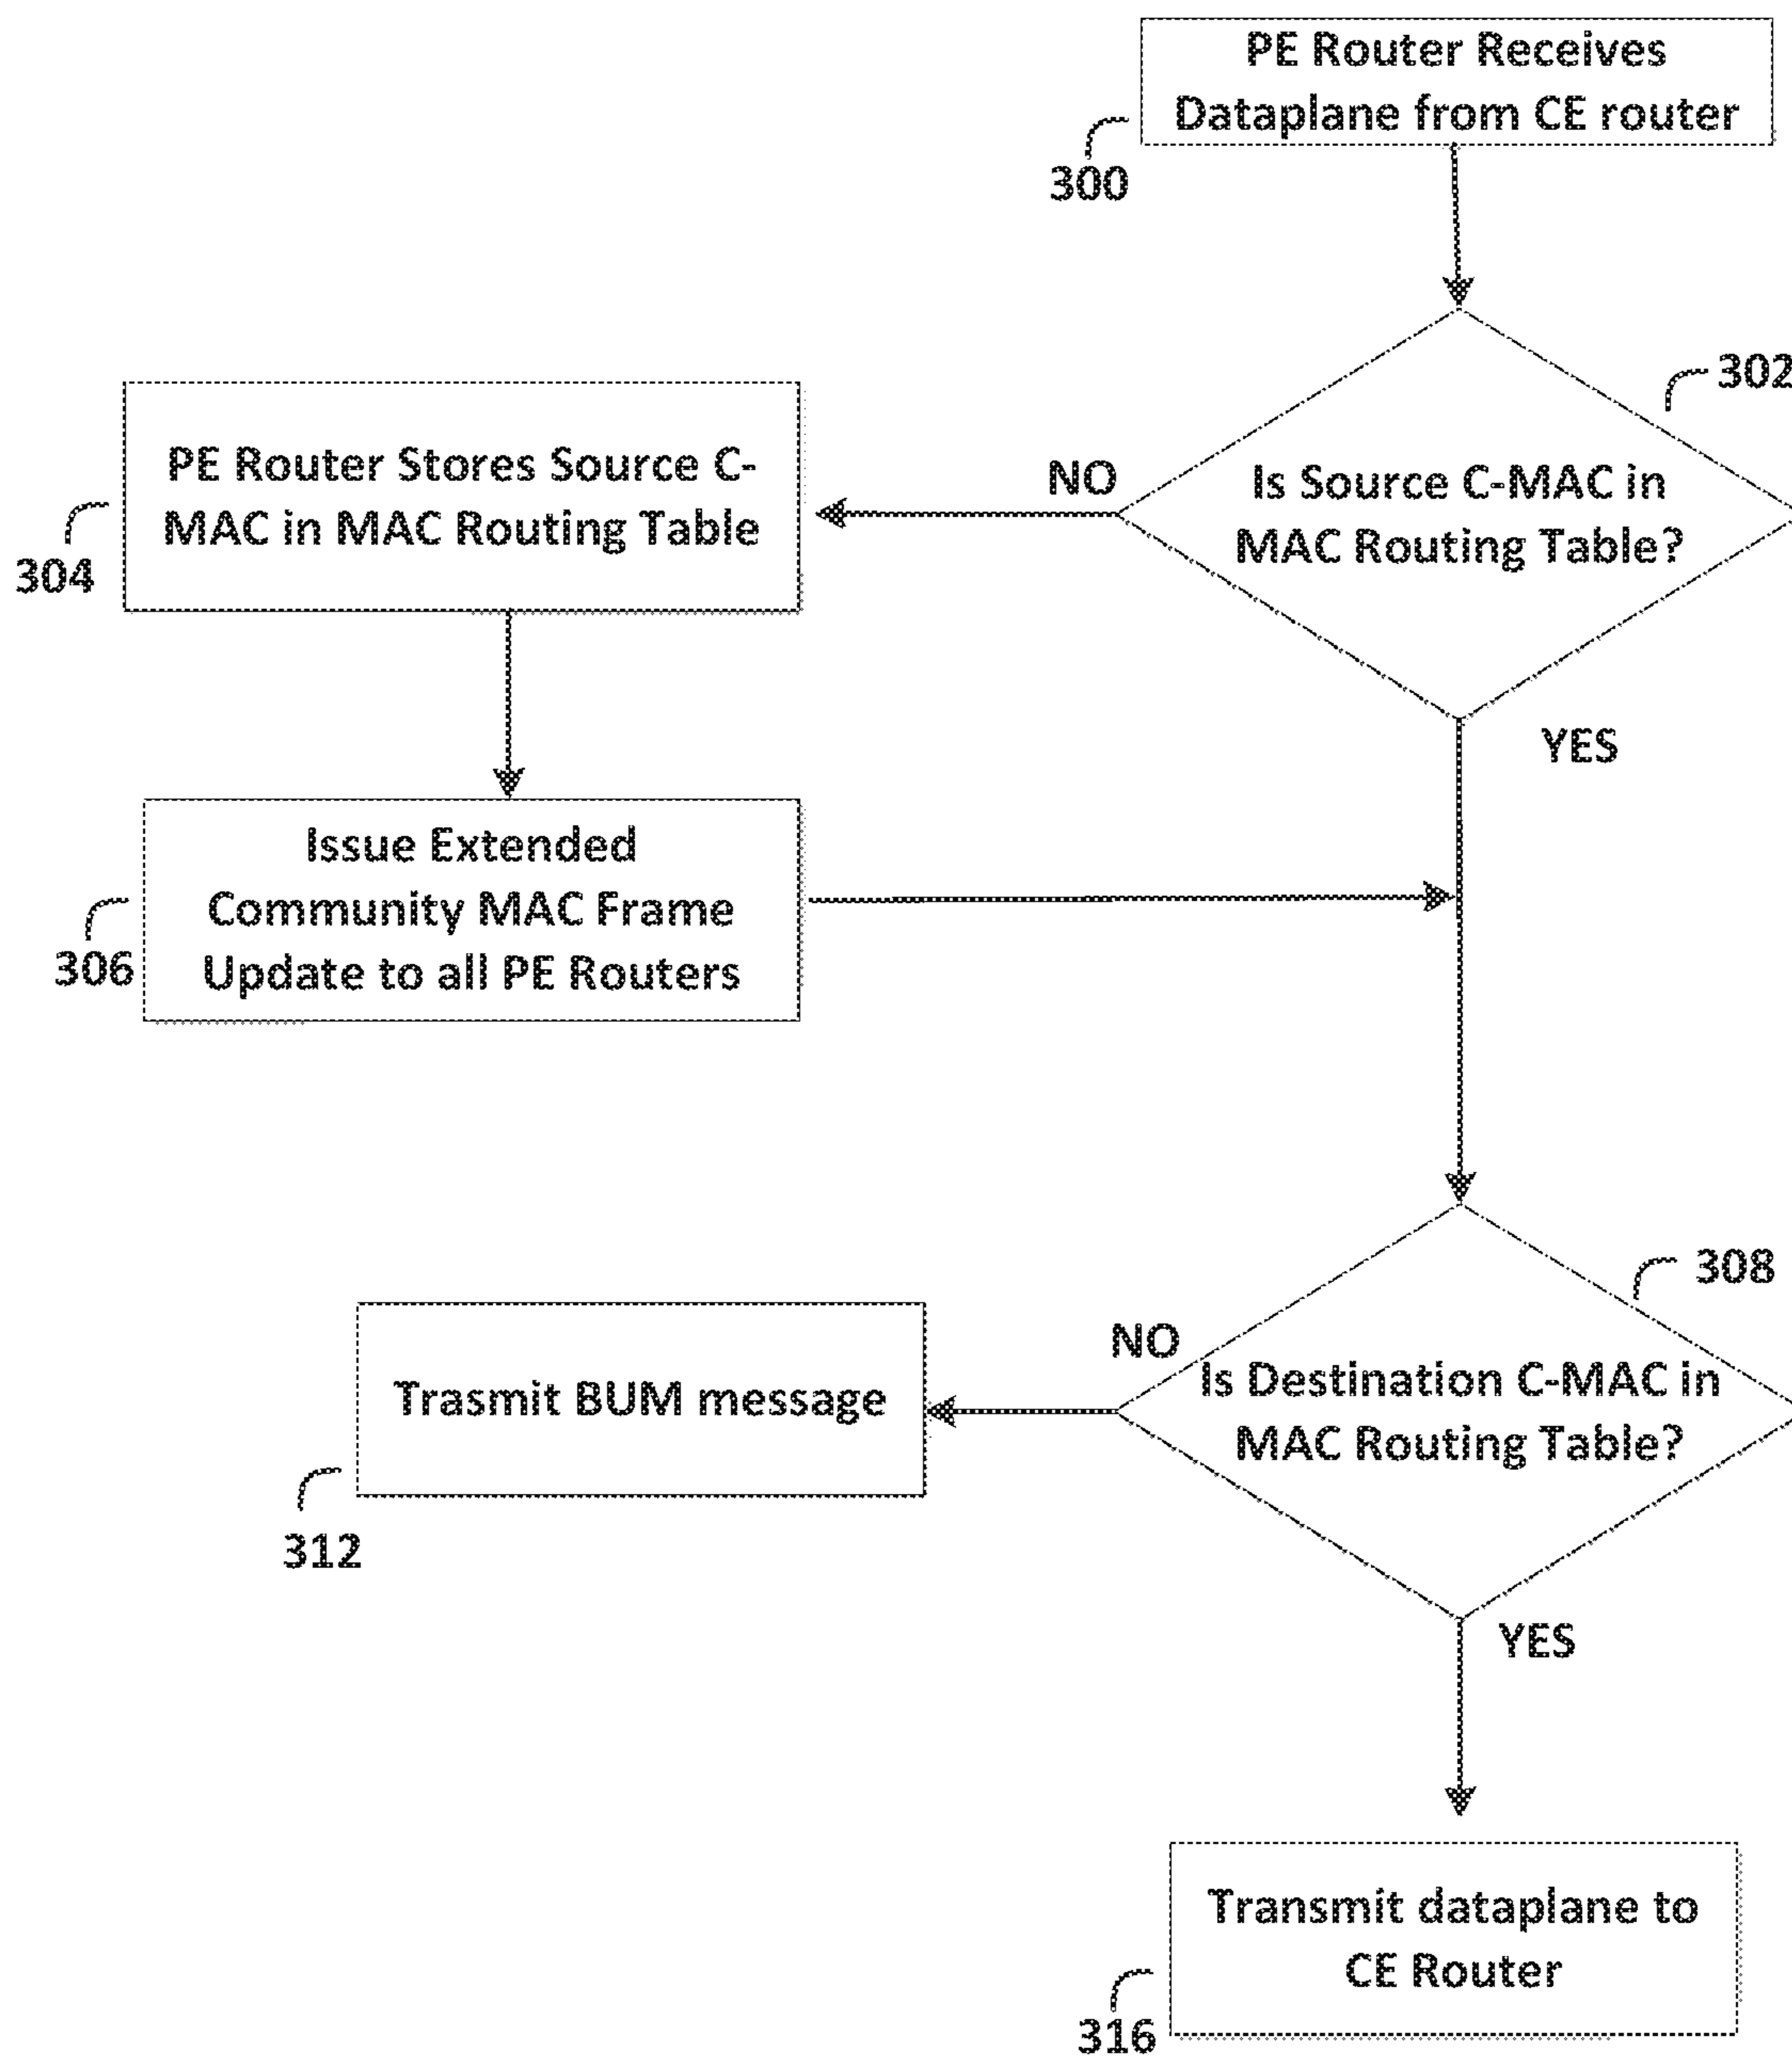 PE Router Receives
Dataplane from CE router
300
302
Is Source C-MAC in
MAC Routing Table?
NO
YES
PE Router Stores Source C-
MAC in MAC Routing Table
304
Issue Extended
Community MAC Frame
Update to all PE Routers
306
308
Is Destination C-MAC in
MAC Routing Table?
NO
YES
Trasmit BUM message
312
Transmit dataplane to
CE Router
316